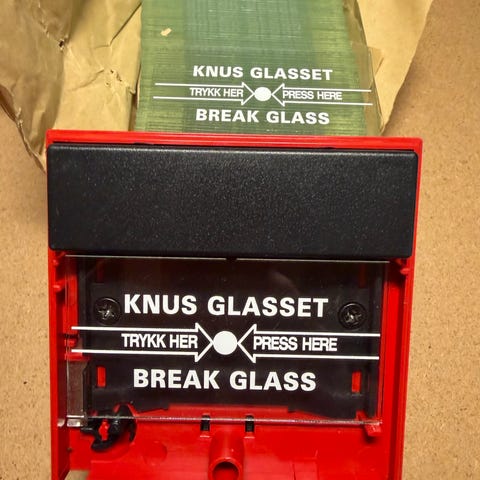 KNUS GLASSET
TRYKK HER PRESS HERE
BREAK GLASS
KNUS GLASSET
TRYKK HER PRESS HERE
BREAK GLASS